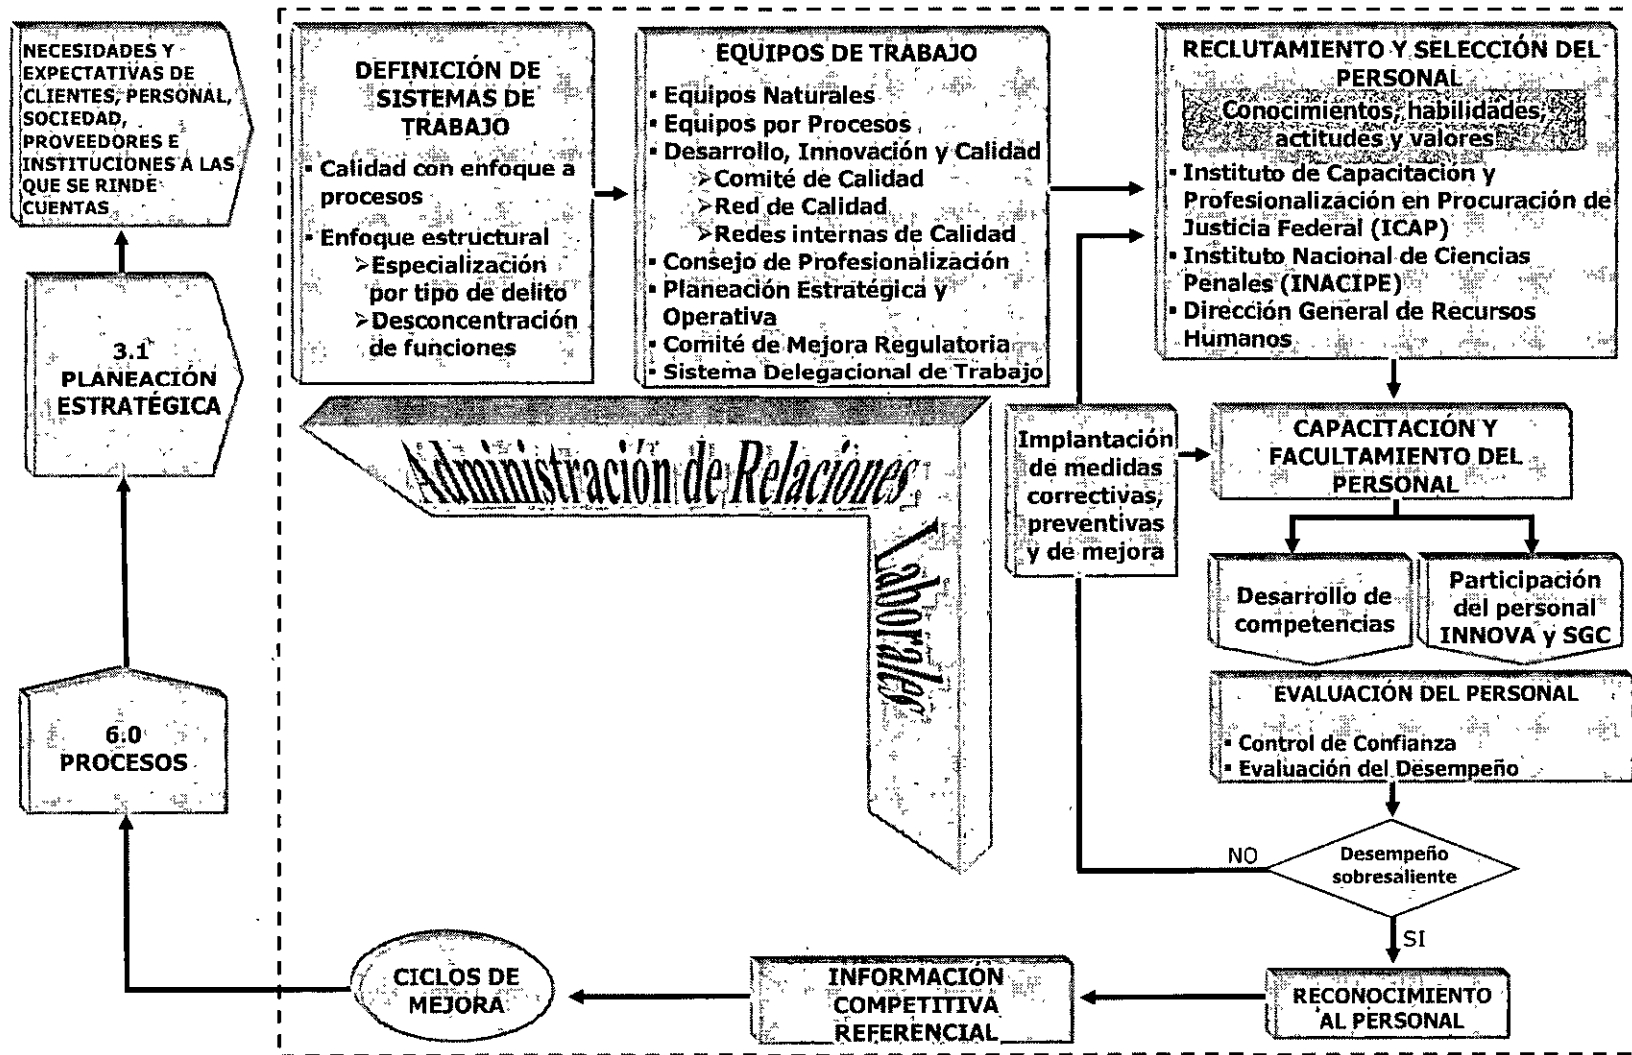 NECESIDADES Y
EXPECTATIVAS DE
CLIENTES, PERSONAL,
SOCIEDAD,
PROVEEDORES E
INSTITUCIONES A LAS
QUE SE RINDE
CUENTAS
3.1
PLANEACIÓN
ESTRATÉGICA
6.0
PROCESOS
DEFINICIÓN DE
SISTEMAS DE
TRABAJO
▪ Calidad con enfoque a
procesos
▪ Enfoque estructural
➢Especialización
por tipo de delito
➢Desconcentración
de funciones
EQUIPOS DE TRABAJO
▪ Equipos Naturales
▪ Equipos por Procesos
▪ Desarrollo, Innovación y Calidad
➢Comité de Calidad
➢Red de Calidad
➢Redes internas de Calidad
▪ Consejo de Profesionalización
▪ Planeación Estratégica y
Operativa
▪ Comité de Mejora Regulatoria
▪ Sistema Delegacional de Trabajo
RECLUTAMIENTO Y SELECCIÓN DEL
PERSONAL
Conocimientos, habilidades,
actitudes y valores
▪ Instituto de Capacitación y
Profesionalización en Procuración de
Justicia Federal (ICAP)
▪ Instituto Nacional de Ciencias
Penales (INACIPE)
▪ Dirección General de Recursos
Humanos
Administración de Relaciones
Laborales
Implantación
de medidas
correctivas,
preventivas
y de mejora
CAPACITACIÓN Y
FACULTAMIENTO DEL
PERSONAL
Desarrollo de
competencias
Participación
del personal
INNOVA y SGC
EVALUACIÓN DEL PERSONAL
▪ Control de Confianza
▪ Evaluación del Desempeño
NO
Desempeño
sobresaliente
SI
RECONOCIMIENTO
AL PERSONAL
INFORMACIÓN
COMPETITIVA
REFERENCIAL
CICLOS DE
MEJORA